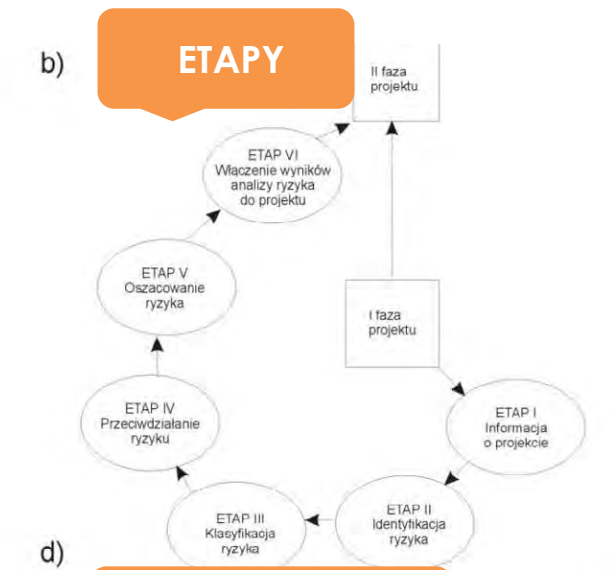 b)
ETAPY
II faza
projektu
ETAP VI
Włączenie wyników
analizy ryzyka
do projektu
ETAP V
Oszacowanie
ryzyka
I faza
projektu
ETAP IV
Przeciwdziałanie
ryzyku
ETAP I
Informacja
o projekcie
ETAP II
Identyfikacja
ryzyka
ETAP III
Klasyfikacja
ryzyka
d)